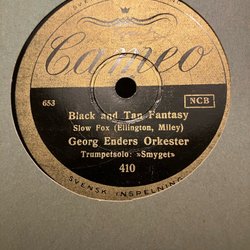 Cameo
653
NCB
Black and Tan Fantasy
Slow Fox (Ellington, Miley)
Georg Enders Orkester
Trumpetsolo: »Smyget»
410
SVENSK INSPELNING